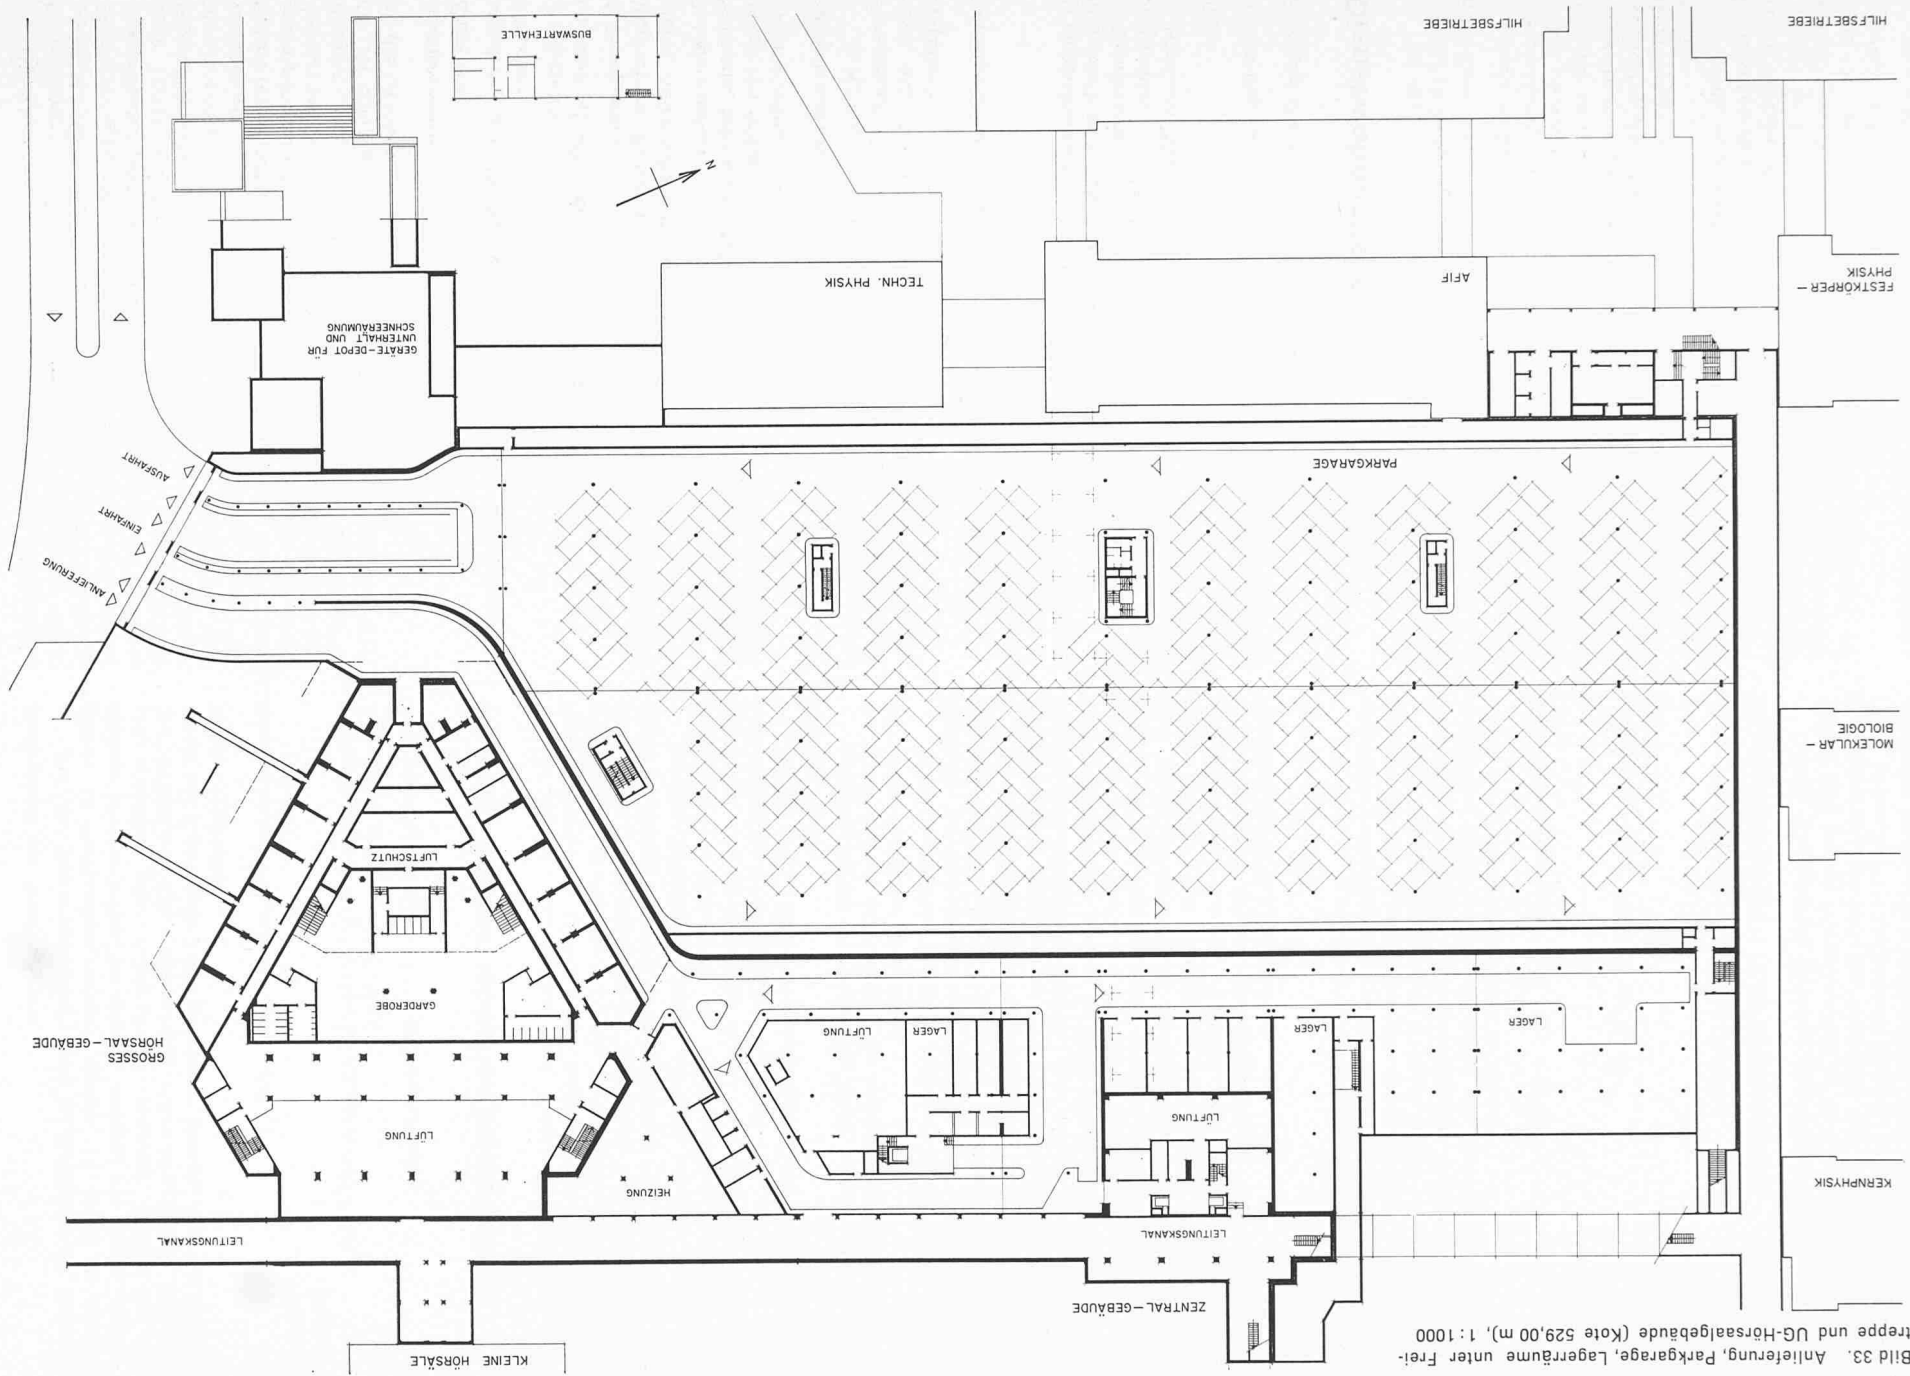 Bild 33. Anlieferung, Parkgarage, Lagerräume unter Frei-
treppe und UG-Hörsaalgebäude (Kote 529,00 m), 1:1000
KLEINE HÖRSÄLE
ZENTRAL-GEBÄUDE
LEITUNGSKANAL
LEITUNGSKANAL
KERNPHYSIK
HEIZUNG
LÜFTUNG
LÜFTUNG
GROSSES
HÖRSAAL-GEBÄUDE
LAGER
LAGER
LAGER
LÜFTUNG
GARDEROBE
LUFTSCHUTZ
MOLEKULAR-
BIOLOGIE
ANLIEFERUNG
EINFAHRT
AUSFAHRT
PARKGARAGE
GERÄTE-DEPOT FÜR
UNTERHALT UND
SCHNEERÄUMUNG
TECHN. PHYSIK
AFIF
FESTKÖRPER-
PHYSIK
N
BUSWARTEHALLE
HILFSBETRIEBE
HILFSBETRIEBE